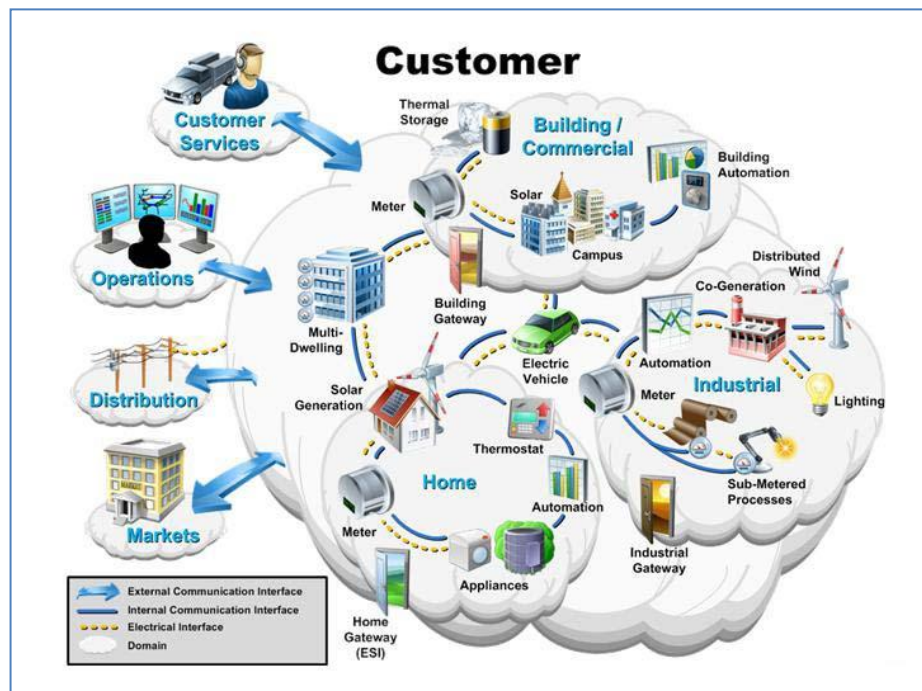 Customer
Customer
Services
Operations
Distribution
Markets
Thermal
Storage
Building /
Commercial
Building
Automation
Meter
Solar
Campus
Building
Gateway
Multi-
Dwelling
Distributed
Wind
Co-Generation
Automation
Industrial
Meter
Lighting
Sub-Metered
Processes
Industrial
Gateway
Electric
Vehicle
Solar
Generation
Thermostat
Home
Automation
Meter
Appliances
Home
Gateway
(ESI)
MARKET
External Communication Interface
Internal Communication Interface
Electrical Interface
Domain